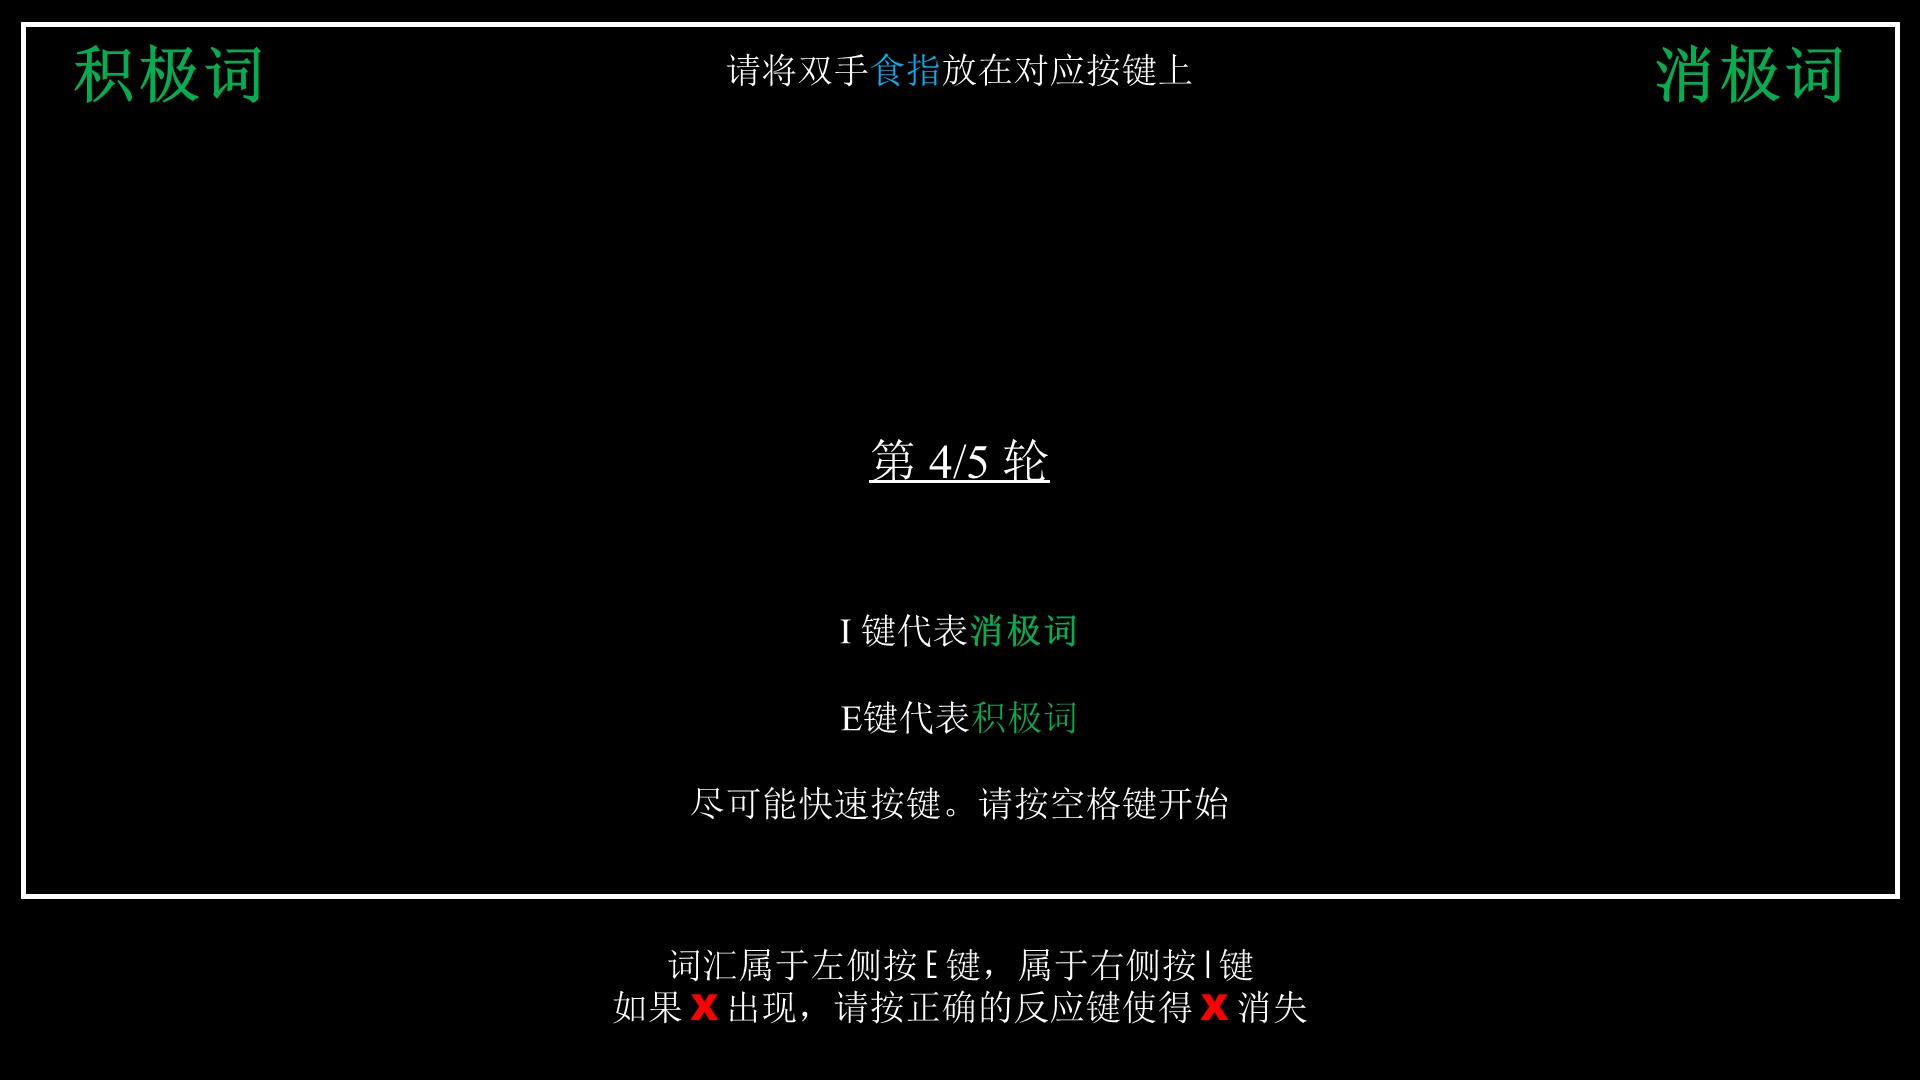 积极词
请将双手食指放在对应按键上
消极词
第 4/5 轮
I 键代表消极词
E键代表积极词
尽可能快速按键。请按空格键开始
词汇属于左侧按 E 键，属于右侧按 I 键
如果 X 出现，请按正确的反应键使得 X 消失